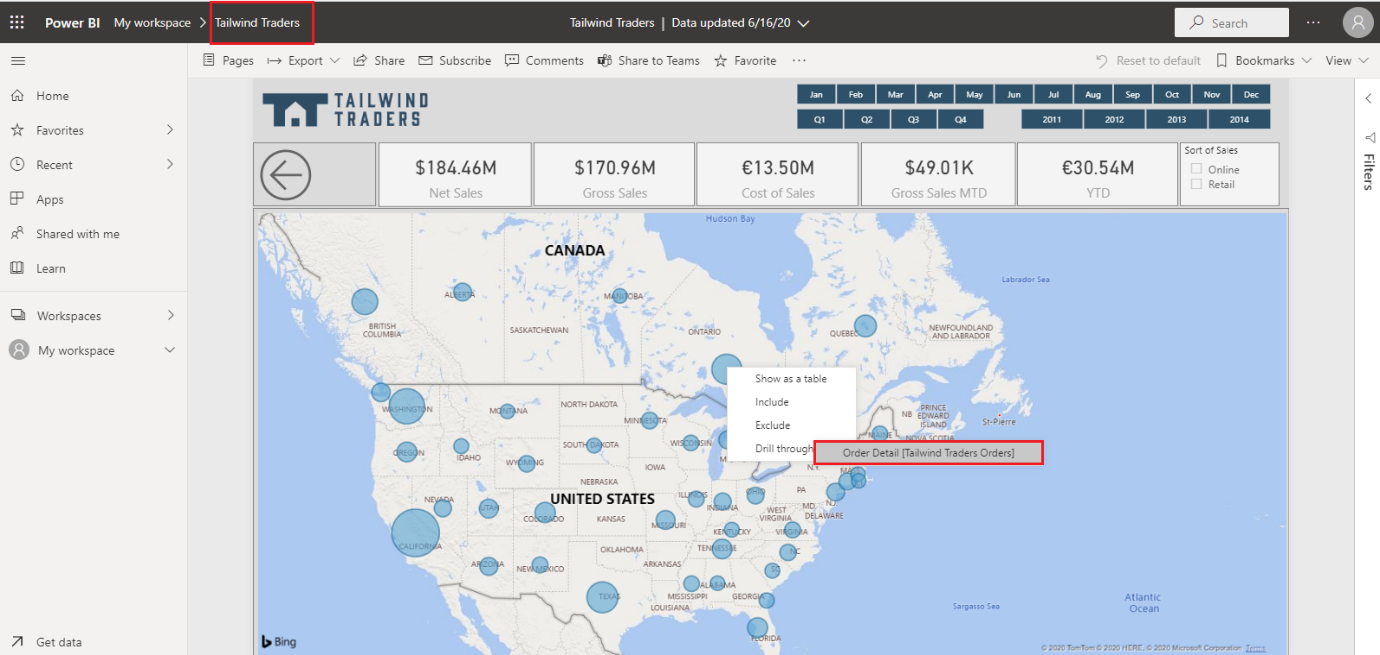 Power BI My workspace Tailwind Traders
Tailwind Traders | Data updated 6/16/20
Search
Pages Export Share Subscribe Comments Share to Teams Favorite
Reset to default Bookmarks View
Home
Favorites
Recent
Apps
Shared with me
Learn
Workspaces
My workspace
Get data
TAILWIND
TRADERS
Jan Feb Mar Apr May Jun Jul Aug Sep Oct Nov Dec
Q1 Q2 Q3 Q4 2011 2012 2013 2014
$184.46M
Net Sales
$170.96M
Gross Sales
€13.50M
Cost of Sales
$49.01K
Gross Sales MTD
€30.54M
YTD
Sort of Sales
Online
Retail
Filters
Hudson Bay
CANADA
Labrador Sea
ALBERTA
MANITOBA
BRITISH
COLUMBIA
SASKATCHEWAN
ONTARIO
QUEBEC
NEWFOUNDLAND
AND LABRADOR
Show as a table
Include
Exclude
Drill through
Order Detail [Tailwind Traders Orders]
WASHINGTON
MONTANA
NORTH DAKOTA
MINNESOTA
NB
PRINCE
EDWARD
ISLAND
St-Pierre
MAINE
NOVA SCOTIA
OREGON
IDAHO
SOUTH DAKOTA
WISCONSIN
WYOMING
IOWA
N.Y.
MA
NEBRASKA
NEVADA
UTAH
COLORADO
UNITED STATES
KANSAS
ILLINOIS
INDIANA
OHIO
PA
NJ
MD
DELAWARE
WEST
VIRGINIA
MISSOURI
KENTUCKY
VIRGINIA
CALIFORNIA
OKLAHOMA
TENNESSEE
NC
ARIZONA
NEW MEXICO
ARKANSAS
SC
ALABAMA
MISSISSIPPI
GEORGIA
TEXAS
LOUISIANA
FLORIDA
Sargasso Sea
Atlantic
Ocean
Bing
© 2020 TomTom © 2020 HERE, © 2020 Microsoft Corporation Terms